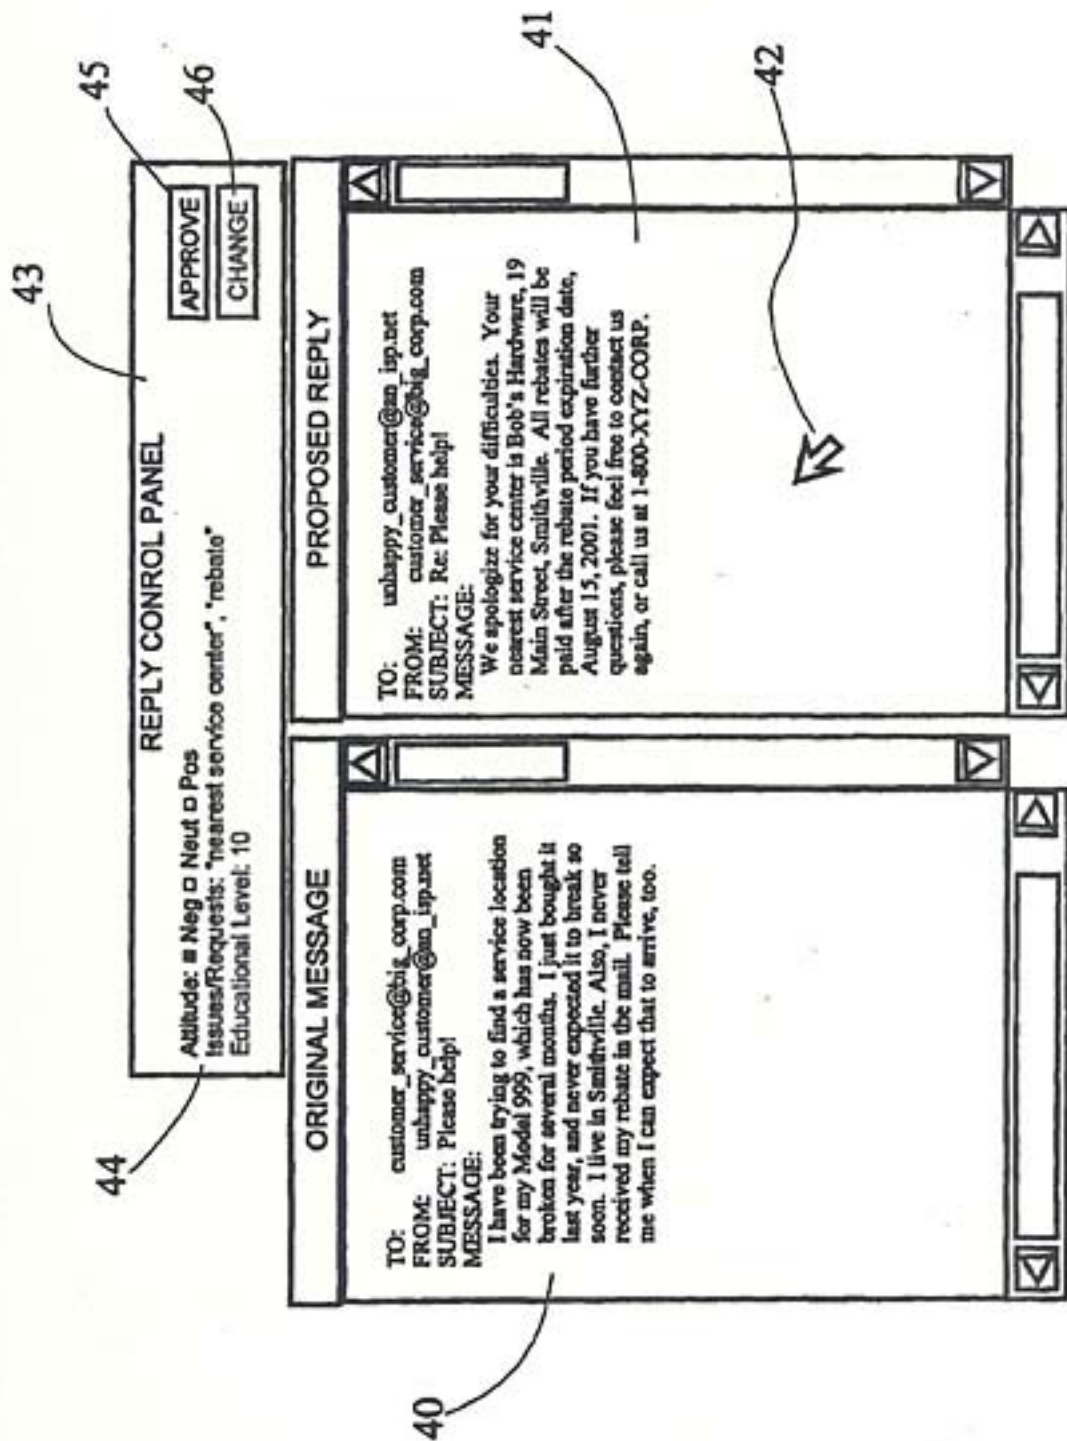 43
REPLY CONROL PANEL
44
45
Attitude: ■ Neg □ Neut □ Pos
Issues/Requests: "nearest service center", "rebate"
Educational Level: 10
APPROVE
CHANGE
46
ORIGINAL MESSAGE
TO: customer_service@big_corp.com
FROM: unhappy_customer@an_isp.net
SUBJECT: Please help!
MESSAGE:
I have been trying to find a service location
for my Model 999, which has now been
broken for several months. I just bought it
last year, and never expected it to break so
soon. I live in Smithville. Also, I never
received my rebate in the mail. Please tell
me when I can expect that to arrive, too.
40
PROPOSED REPLY
TO: unhappy_customer@an_isp.net
FROM: customer_service@big_corp.com
SUBJECT: Re: Please help!
MESSAGE:
We apologize for your difficulties. Your
nearest service center is Bob's Hardware, 19
Main Street, Smithville. All rebates will be
paid after the rebate period expiration date,
August 15, 2001. If you have further
questions, please feel free to contact us
again, or call us at 1-800-XYZ-CORP.
41
42